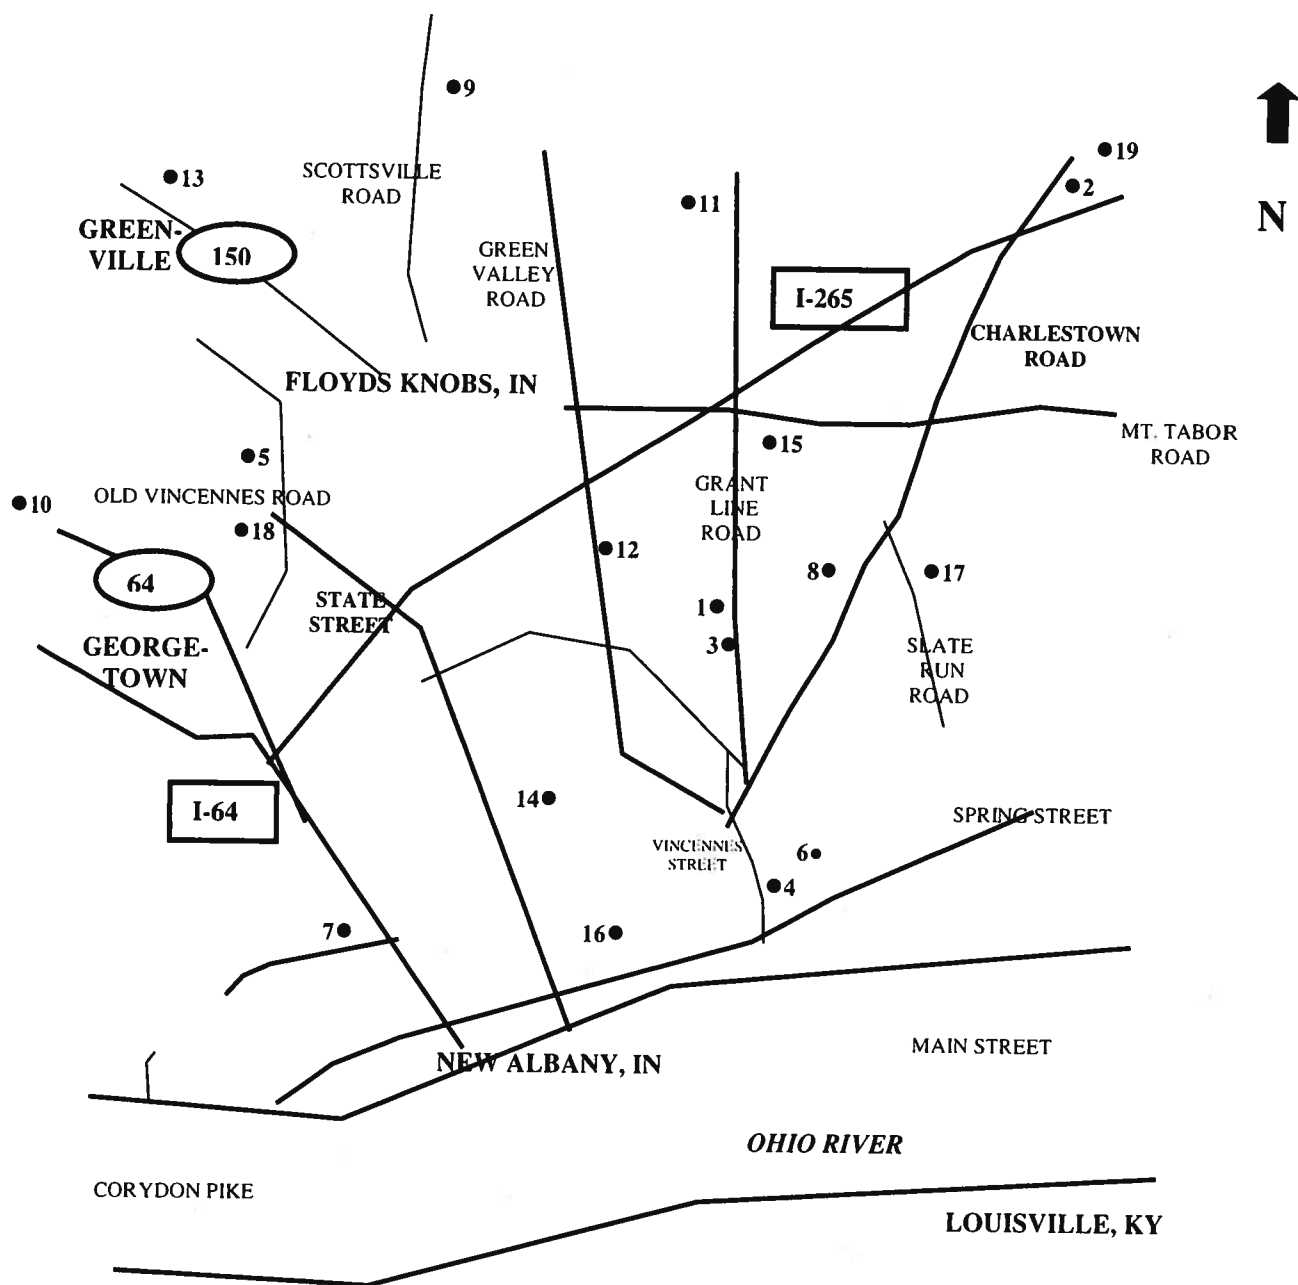 9
19
SCOTTSVILLE
ROAD
13
2
11
N
GREEN-
VILLE
150
GREEN
VALLEY
ROAD
I-265
CHARLESTOWN
ROAD
FLOYDS KNOBS, IN
MT. TABOR
ROAD
15
5
OLD VINCENNES ROAD
10
GRANT
LINE
ROAD
18
12
8
17
64
STATE
STREET
1
3
GEORGE-
TOWN
SLATE
RUN
ROAD
14
I-64
SPRING STREET
VINCENNES
STREET
6
4
7
16
MAIN STREET
NEW ALBANY, IN
OHIO RIVER
CORYDON PIKE
LOUISVILLE, KY